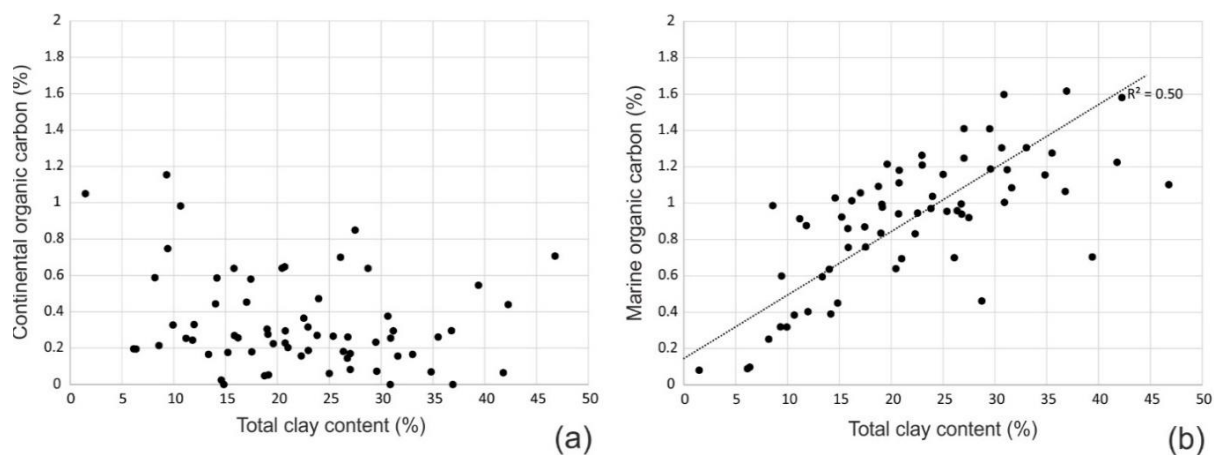 Continental organic carbon (%)
2
1.8
1.6
1.4
1.2
1
0.8
0.6
0.4
0.2
0
0 5 10 15 20 25 30 35 40 45 50
Total clay content (%)
(a)
Marine organic carbon (%)
2
1.8
1.6
1.4
1.2
1
0.8
0.6
0.4
0.2
0
R² = 0.50
0 5 10 15 20 25 30 35 40 45 50
Total clay content (%)
(b)